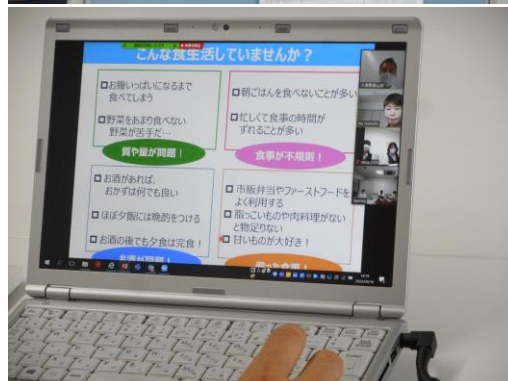 こんな食生活していませんか？
お腹いっぱいになるまで
食べてしまう
野菜をあまり食べない
野菜が苦手だ…
質や量が問題！
朝ごはんを食べないことが多い
忙しくて食事の時間が
ずれることが多い
食事が不規則！
お酒があれば、
おかずは何でも良い
ほぼ夕飯には晩酌をつける
お酒の後でも夕食は完食！
お酒が問題！
市販弁当やファーストフードを
よく利用する
脂っこいものや肉料理がない
と物足りない
甘いものが大好き！